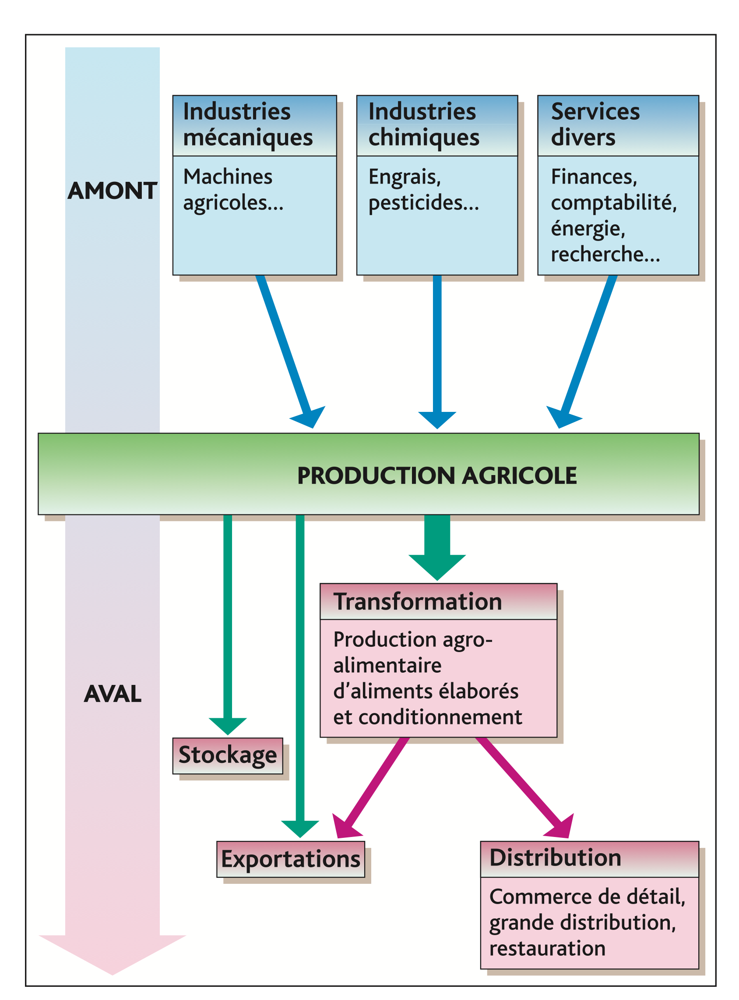 Industries
mécaniques
Machines
agricoles...
Industries
chimiques
Engrais,
pesticides...
Services
divers
Finances,
comptabilité,
énergie,
recherche...
AMONT
PRODUCTION AGRICOLE
Transformation
Production agro-
alimentaire
d’aliments élaborés
et conditionnement
AVAL
Stockage
Exportations
Distribution
Commerce de détail,
grande distribution,
restauration